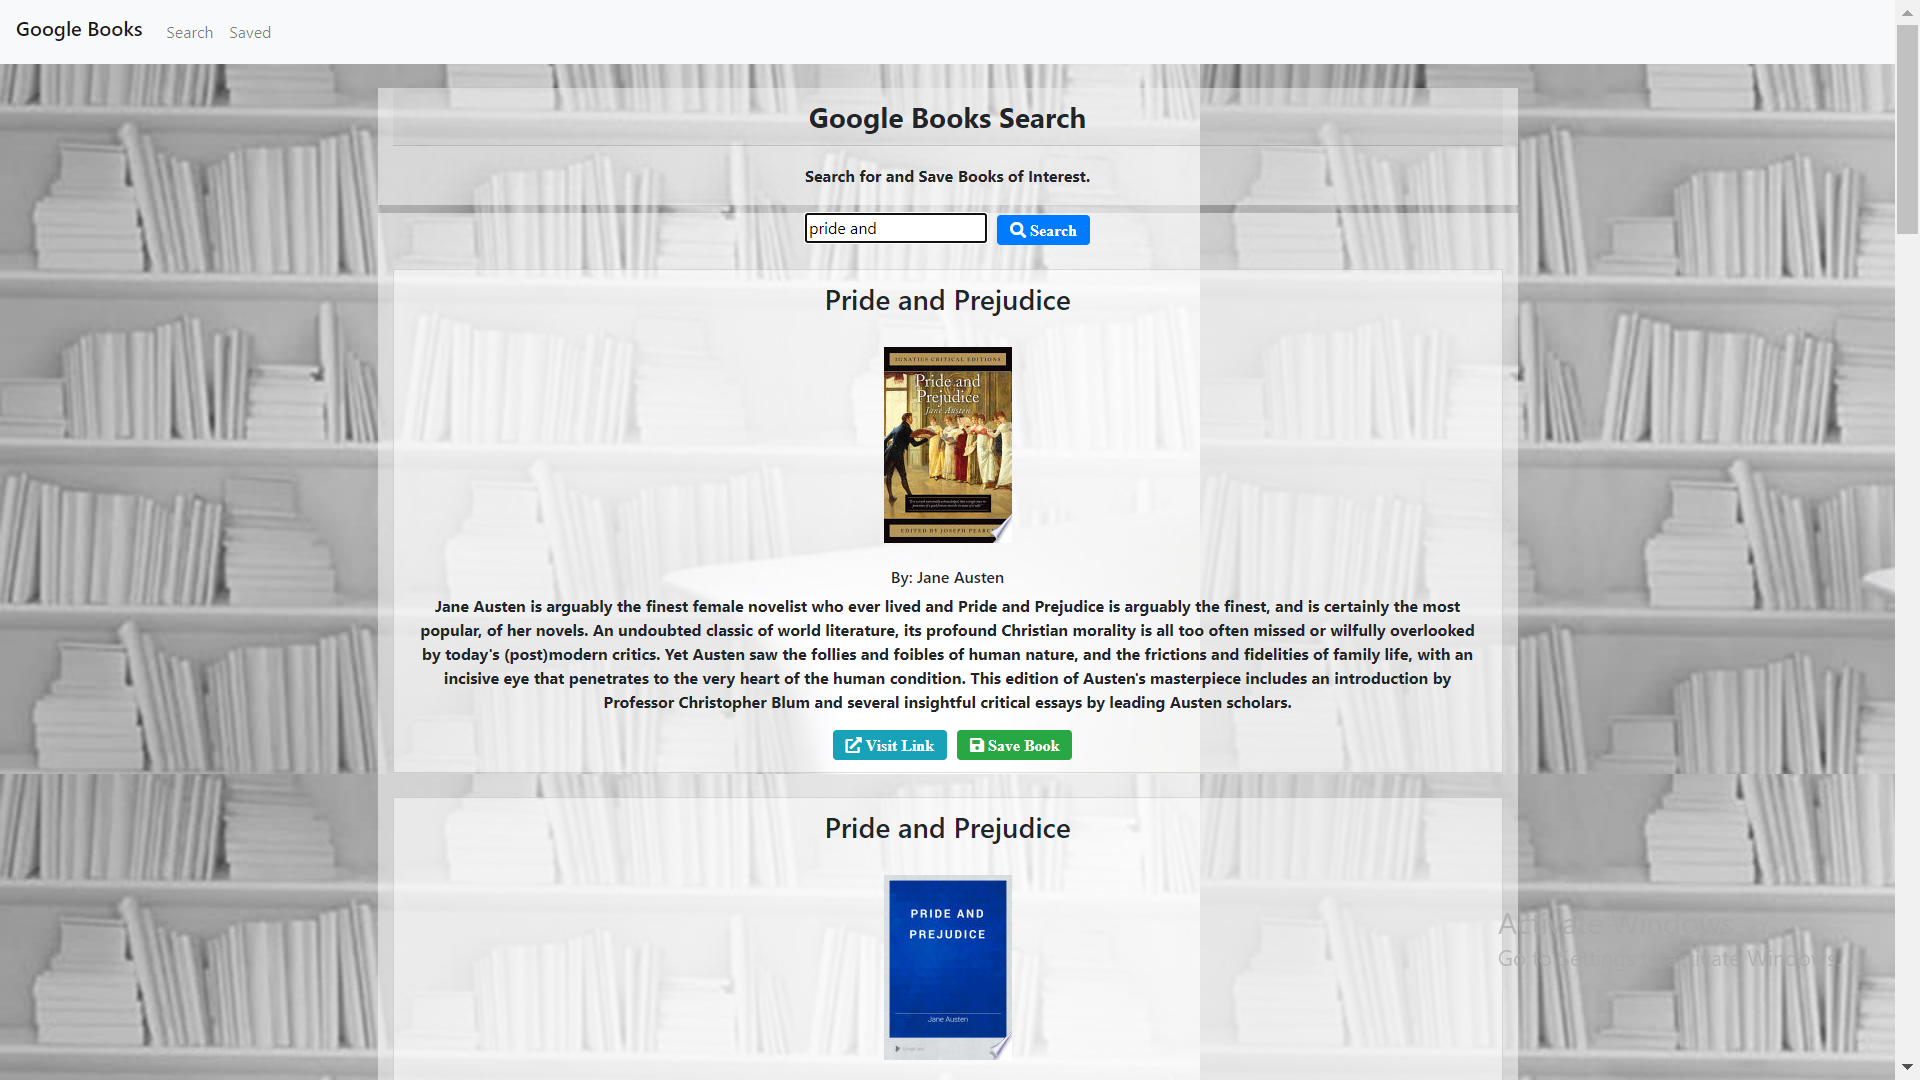 Google Books Search Saved
Google Books Search
Search for and Save Books of Interest.
pride and Search
Pride and Prejudice
IGNATIUS CRITICAL EDITIONS
Pride and
Prejudice
Jane Austen
EDITED BY JOSEPH PEARCE
By: Jane Austen
Jane Austen is arguably the finest female novelist who ever lived and Pride and Prejudice is arguably the finest, and is certainly the most
popular, of her novels. An undoubted classic of world literature, its profound Christian morality is all too often missed or wilfully overlooked
by today's (post)modern critics. Yet Austen saw the follies and foibles of human nature, and the frictions and fidelities of family life, with an
incisive eye that penetrates to the very heart of the human condition. This edition of Austen's masterpiece includes an introduction by
Professor Christopher Blum and several insightful critical essays by leading Austen scholars.
Visit Link Save Book
Pride and Prejudice
PRIDE AND
PREJUDICE
Jane Austen
Activate Windows
Go to Settings to activate Windows.